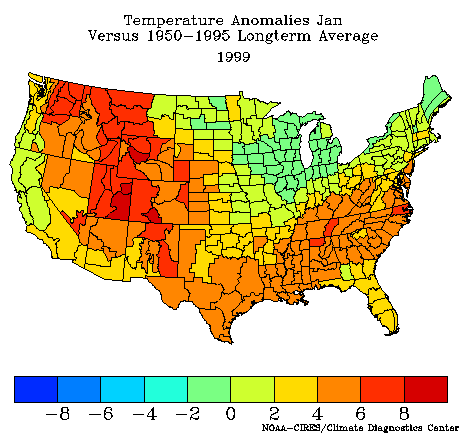 Temperature Anomalies Jan
Versus 1950-1995 Longterm Average
1999
-8 -6 -4 -2 0 2 4 6 8
NOAA-CIRES/Climate Diagnostics Center